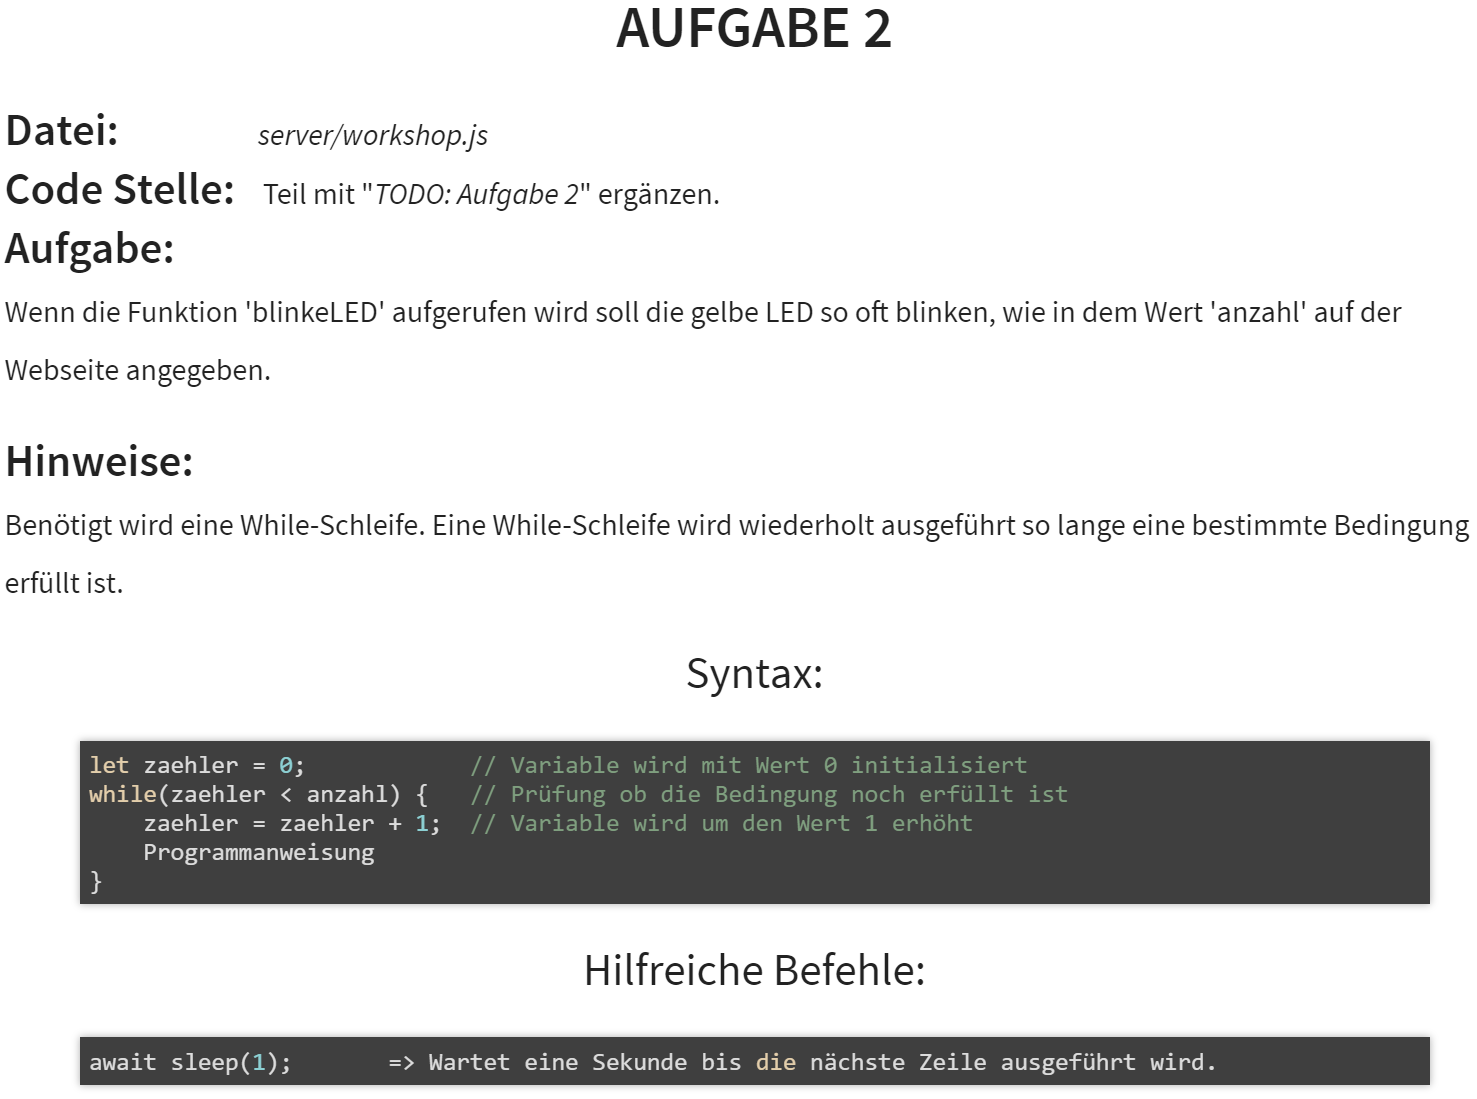 AUFGABE 2
Datei: server/workshop.js
Code Stelle: Teil mit "TODO: Aufgabe 2" ergänzen.
Aufgabe:
Wenn die Funktion 'blinkeLED' aufgerufen wird soll die gelbe LED so oft blinken, wie in dem Wert 'anzahl' auf der
Webseite angegeben.
Hinweise:
Benötigt wird eine While-Schleife. Eine While-Schleife wird wiederholt ausgeführt so lange eine bestimmte Bedingung
erfüllt ist.
Syntax:
let zaehler = 0;            // Variable wird mit Wert 0 initialisiert
while(zaehler < anzahl) {   // Prüfung ob die Bedingung noch erfüllt ist
    zaehler = zaehler + 1;  // Variable wird um den Wert 1 erhöht
    Programmanweisung
}
Hilfreiche Befehle:
await sleep(1);       => Wartet eine Sekunde bis die nächste Zeile ausgeführt wird.